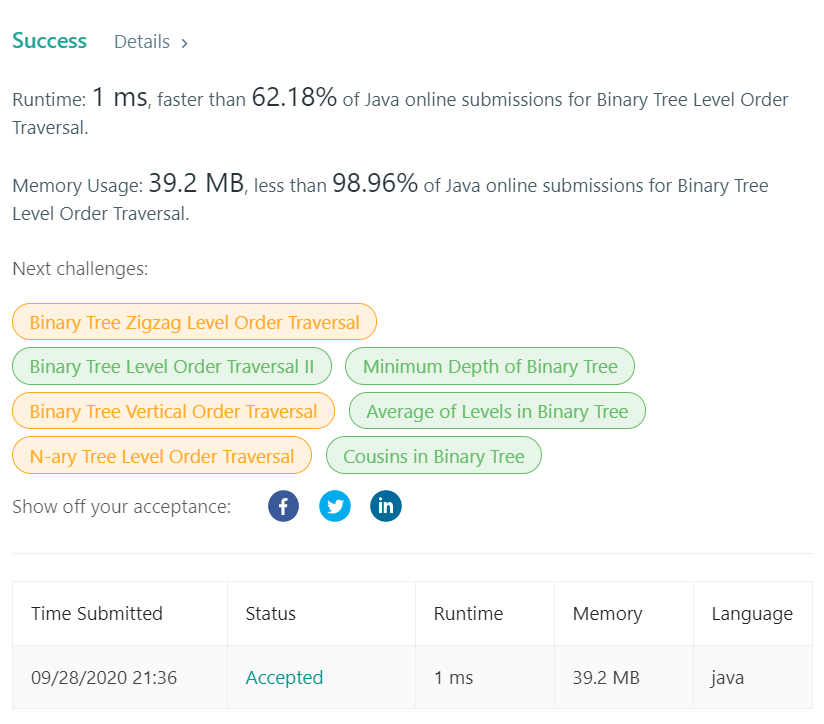 Success Details >
Runtime: 1 ms, faster than 62.18% of Java online submissions for Binary Tree Level Order
Traversal.
Memory Usage: 39.2 MB, less than 98.96% of Java online submissions for Binary Tree
Level Order Traversal.
Next challenges:
Binary Tree Zigzag Level Order Traversal
Binary Tree Level Order Traversal II Minimum Depth of Binary Tree
Binary Tree Vertical Order Traversal Average of Levels in Binary Tree
N-ary Tree Level Order Traversal Cousins in Binary Tree
Show off your acceptance: f in
Time Submitted Status Runtime Memory Language
09/28/2020 21:36 Accepted 1 ms 39.2 MB java